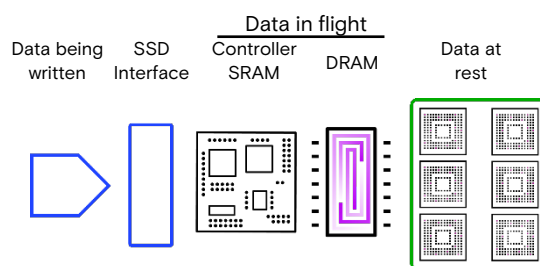 Data in flight
Data being
written
SSD
Interface
Controller
SRAM
DRAM
Data at
rest